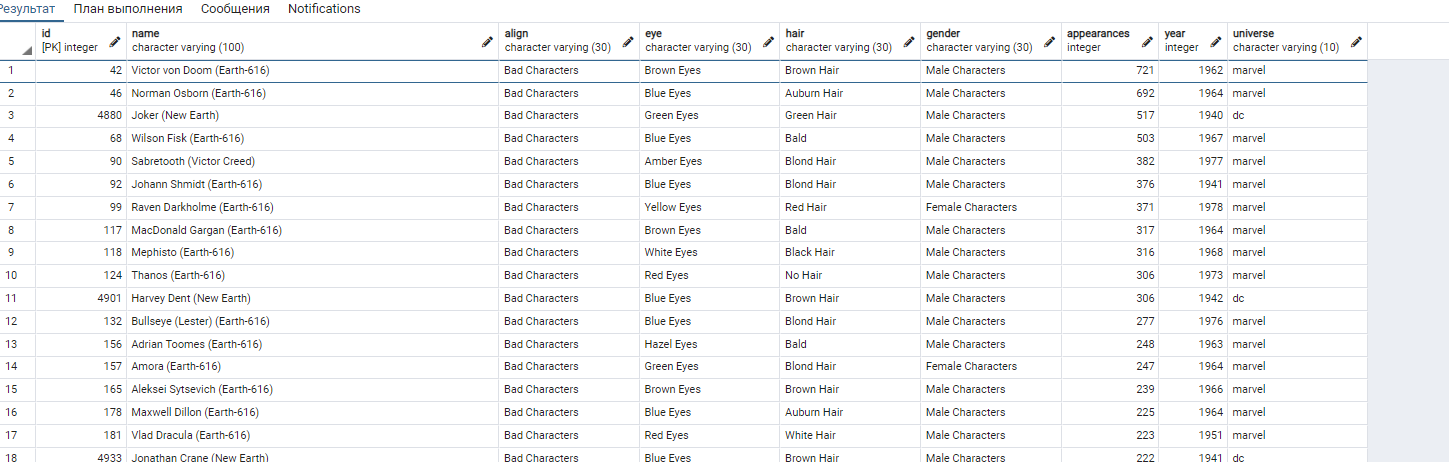 Результат План выполнения Сообщения Notifications
id name align eye hair gender appearances year universe
[PK] integer character varying (100) character varying (30) character varying (30) character varying (30) character varying (30) integer integer character varying (10)
1 42 Victor von Doom (Earth-616) Bad Characters Brown Eyes Brown Hair Male Characters 721 1962 marvel
2 46 Norman Osborn (Earth-616) Bad Characters Blue Eyes Auburn Hair Male Characters 692 1964 marvel
3 4880 Joker (New Earth) Bad Characters Green Eyes Green Hair Male Characters 517 1940 dc
4 68 Wilson Fisk (Earth-616) Bad Characters Blue Eyes Bald Male Characters 503 1967 marvel
5 90 Sabretooth (Victor Creed) Bad Characters Amber Eyes Blond Hair Male Characters 382 1977 marvel
6 92 Johann Shmidt (Earth-616) Bad Characters Blue Eyes Blond Hair Male Characters 376 1941 marvel
7 99 Raven Darkholme (Earth-616) Bad Characters Yellow Eyes Red Hair Female Characters 371 1978 marvel
8 117 MacDonald Gargan (Earth-616) Bad Characters Brown Eyes Bald Male Characters 317 1964 marvel
9 118 Mephisto (Earth-616) Bad Characters White Eyes Black Hair Male Characters 316 1968 marvel
10 124 Thanos (Earth-616) Bad Characters Red Eyes No Hair Male Characters 306 1973 marvel
11 4901 Harvey Dent (New Earth) Bad Characters Blue Eyes Brown Hair Male Characters 306 1942 dc
12 132 Bullseye (Lester) (Earth-616) Bad Characters Blue Eyes Blond Hair Male Characters 277 1976 marvel
13 156 Adrian Toomes (Earth-616) Bad Characters Hazel Eyes Bald Male Characters 248 1963 marvel
14 157 Amora (Earth-616) Bad Characters Green Eyes Blond Hair Female Characters 247 1964 marvel
15 165 Aleksei Sytsevich (Earth-616) Bad Characters Brown Eyes Brown Hair Male Characters 239 1966 marvel
16 178 Maxwell Dillon (Earth-616) Bad Characters Blue Eyes Auburn Hair Male Characters 225 1964 marvel
17 181 Vlad Dracula (Earth-616) Bad Characters Red Eyes White Hair Male Characters 223 1951 marvel
18 4933 Jonathan Crane (New Earth) Bad Characters Blue Eyes Brown Hair Male Characters 222 1941 dc